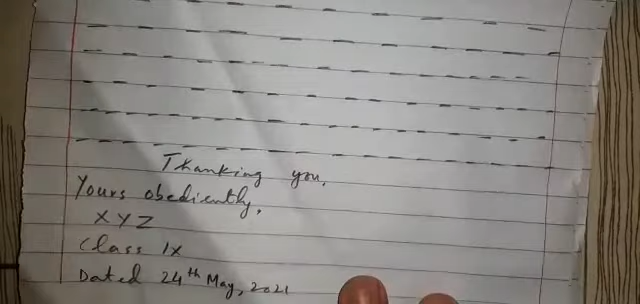 Thanking you.
Yours obediently,
XYZ
Class IX
Dated 24th May, 2021